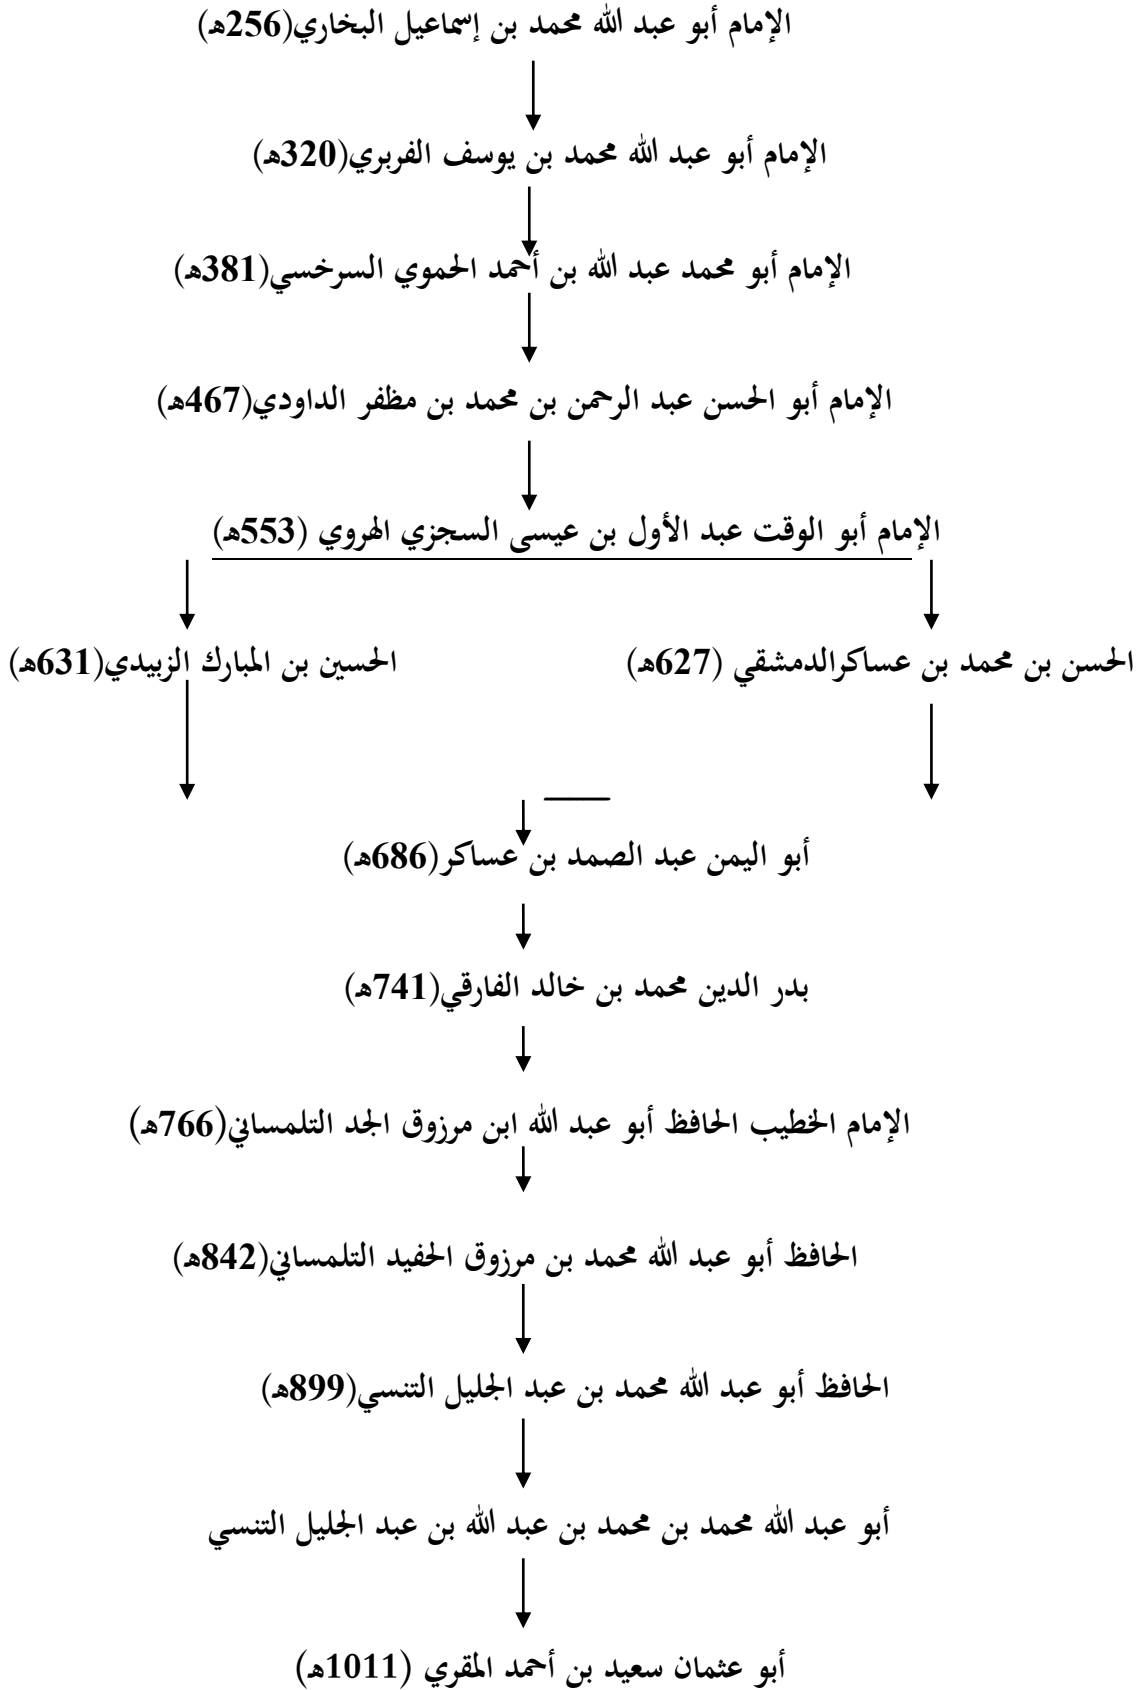 الإمام أبو عبد الله محمد بن إسماعيل البخاري(256هـ)
الإمام أبو عبد الله محمد بن يوسف الفربري(320هـ)
الإمام أبو محمد عبد الله بن أحمد الحموي السرخسي(381هـ)
الإمام أبو الحسن عبد الرحمن بن محمد بن مظفر الداودي(467هـ)
الإمام أبو الوقت عبد الأول بن عيسى السجزي الهروي (553هـ)
الحسن بن محمد بن عساكرالدمشقي (627هـ) الحسين بن المبارك الزبيدي(631هـ)
أبو اليمن عبد الصمد بن عساكر(686هـ)
بدر الدين محمد بن خالد الفارقي(741هـ)
الإمام الخطيب الحافظ أبو عبد الله ابن مرزوق الجد التلمساني(766هـ)
الحافظ أبو عبد الله محمد بن مرزوق الحفيد التلمساني(842هـ)
الحافظ أبو عبد الله محمد بن عبد الجليل التنسي(899هـ)
أبو عبد الله محمد بن محمد بن عبد الله بن عبد الجليل التنسي
أبو عثمان سعيد بن أحمد المقري (1011هـ)